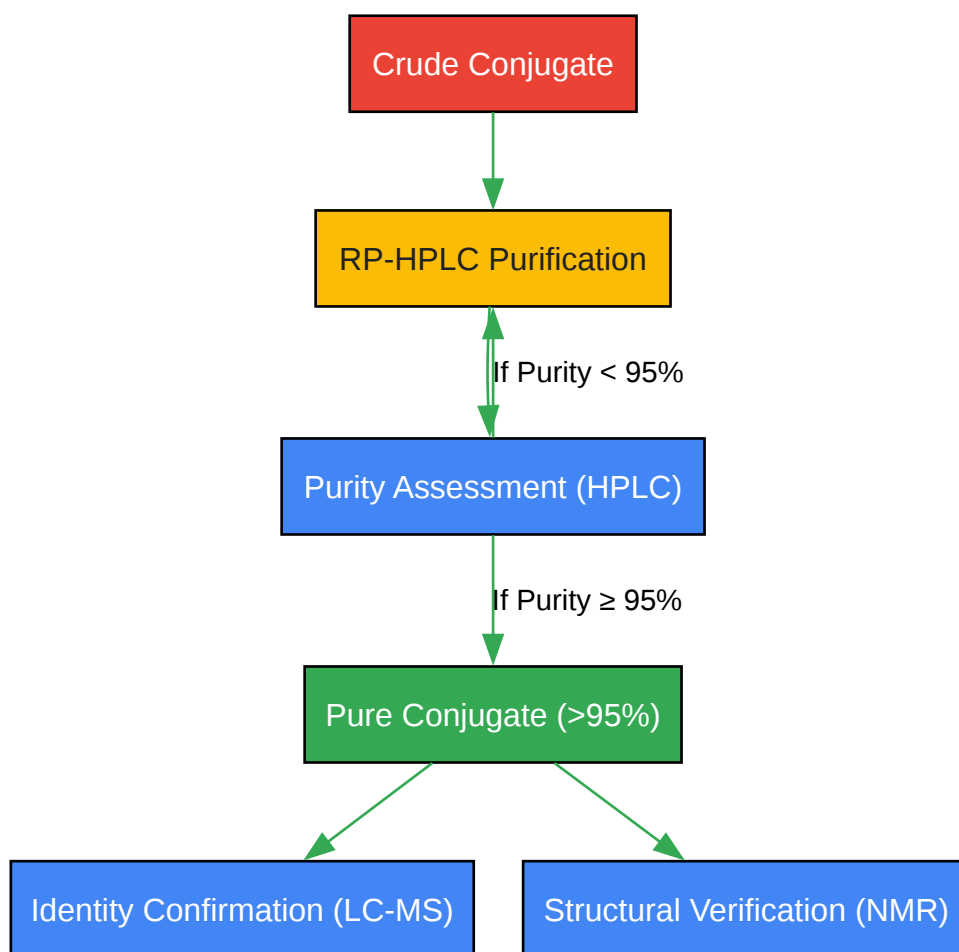 Crude Conjugate
RP-HPLC Purification
If Purity < 95%
Purity Assessment (HPLC)
If Purity ≥ 95%
Pure Conjugate (>95%)
Identity Confirmation (LC-MS)
Structural Verification (NMR)